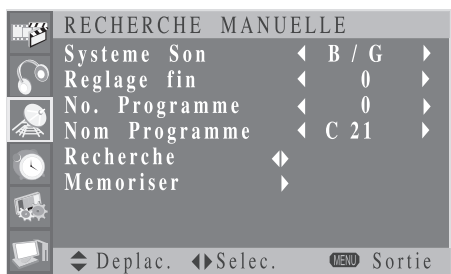 RECHERCHE MANUELLE
Systeme Son B / G
Reglage fin 0
No. Programme 0
Nom Programme C 21
Recherche
Memoriser
Deplac. Selec. MENU Sortie